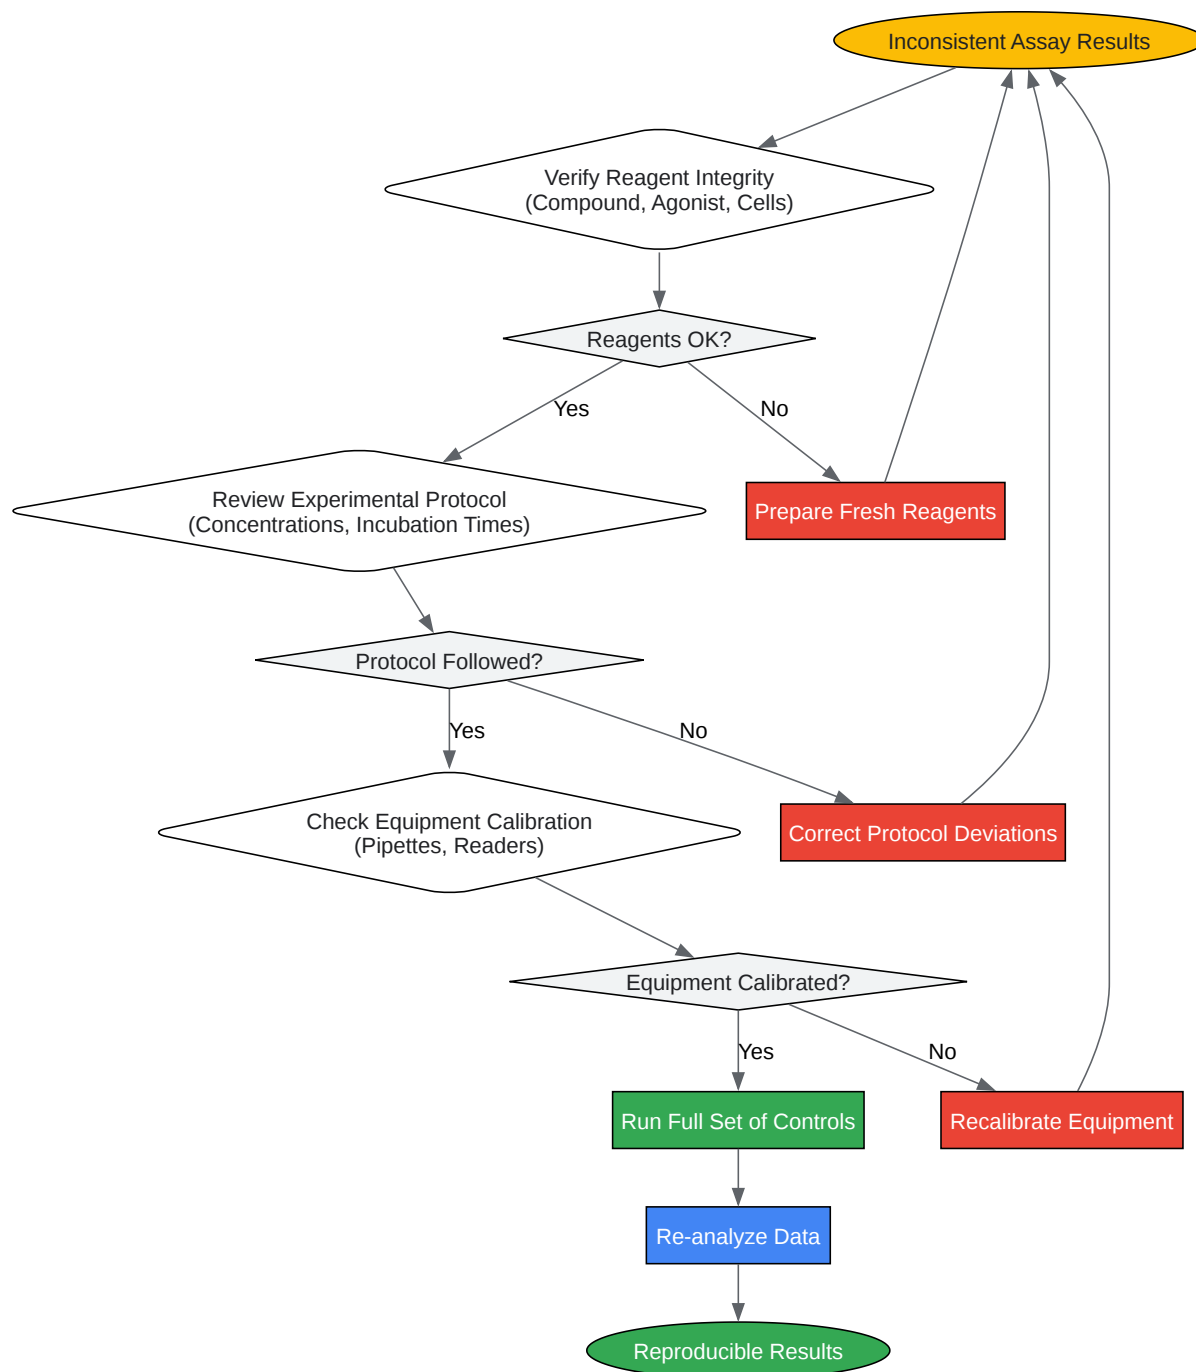 Inconsistent Assay Results
Verify Reagent Integrity
(Compound, Agonist, Cells)
Reagents OK?
Yes
No
Review Experimental Protocol
(Concentrations, Incubation Times)
Prepare Fresh Reagents
Protocol Followed?
Yes
No
Check Equipment Calibration
(Pipettes, Readers)
Correct Protocol Deviations
Equipment Calibrated?
Yes
No
Run Full Set of Controls
Recalibrate Equipment
Re-analyze Data
Reproducible Results